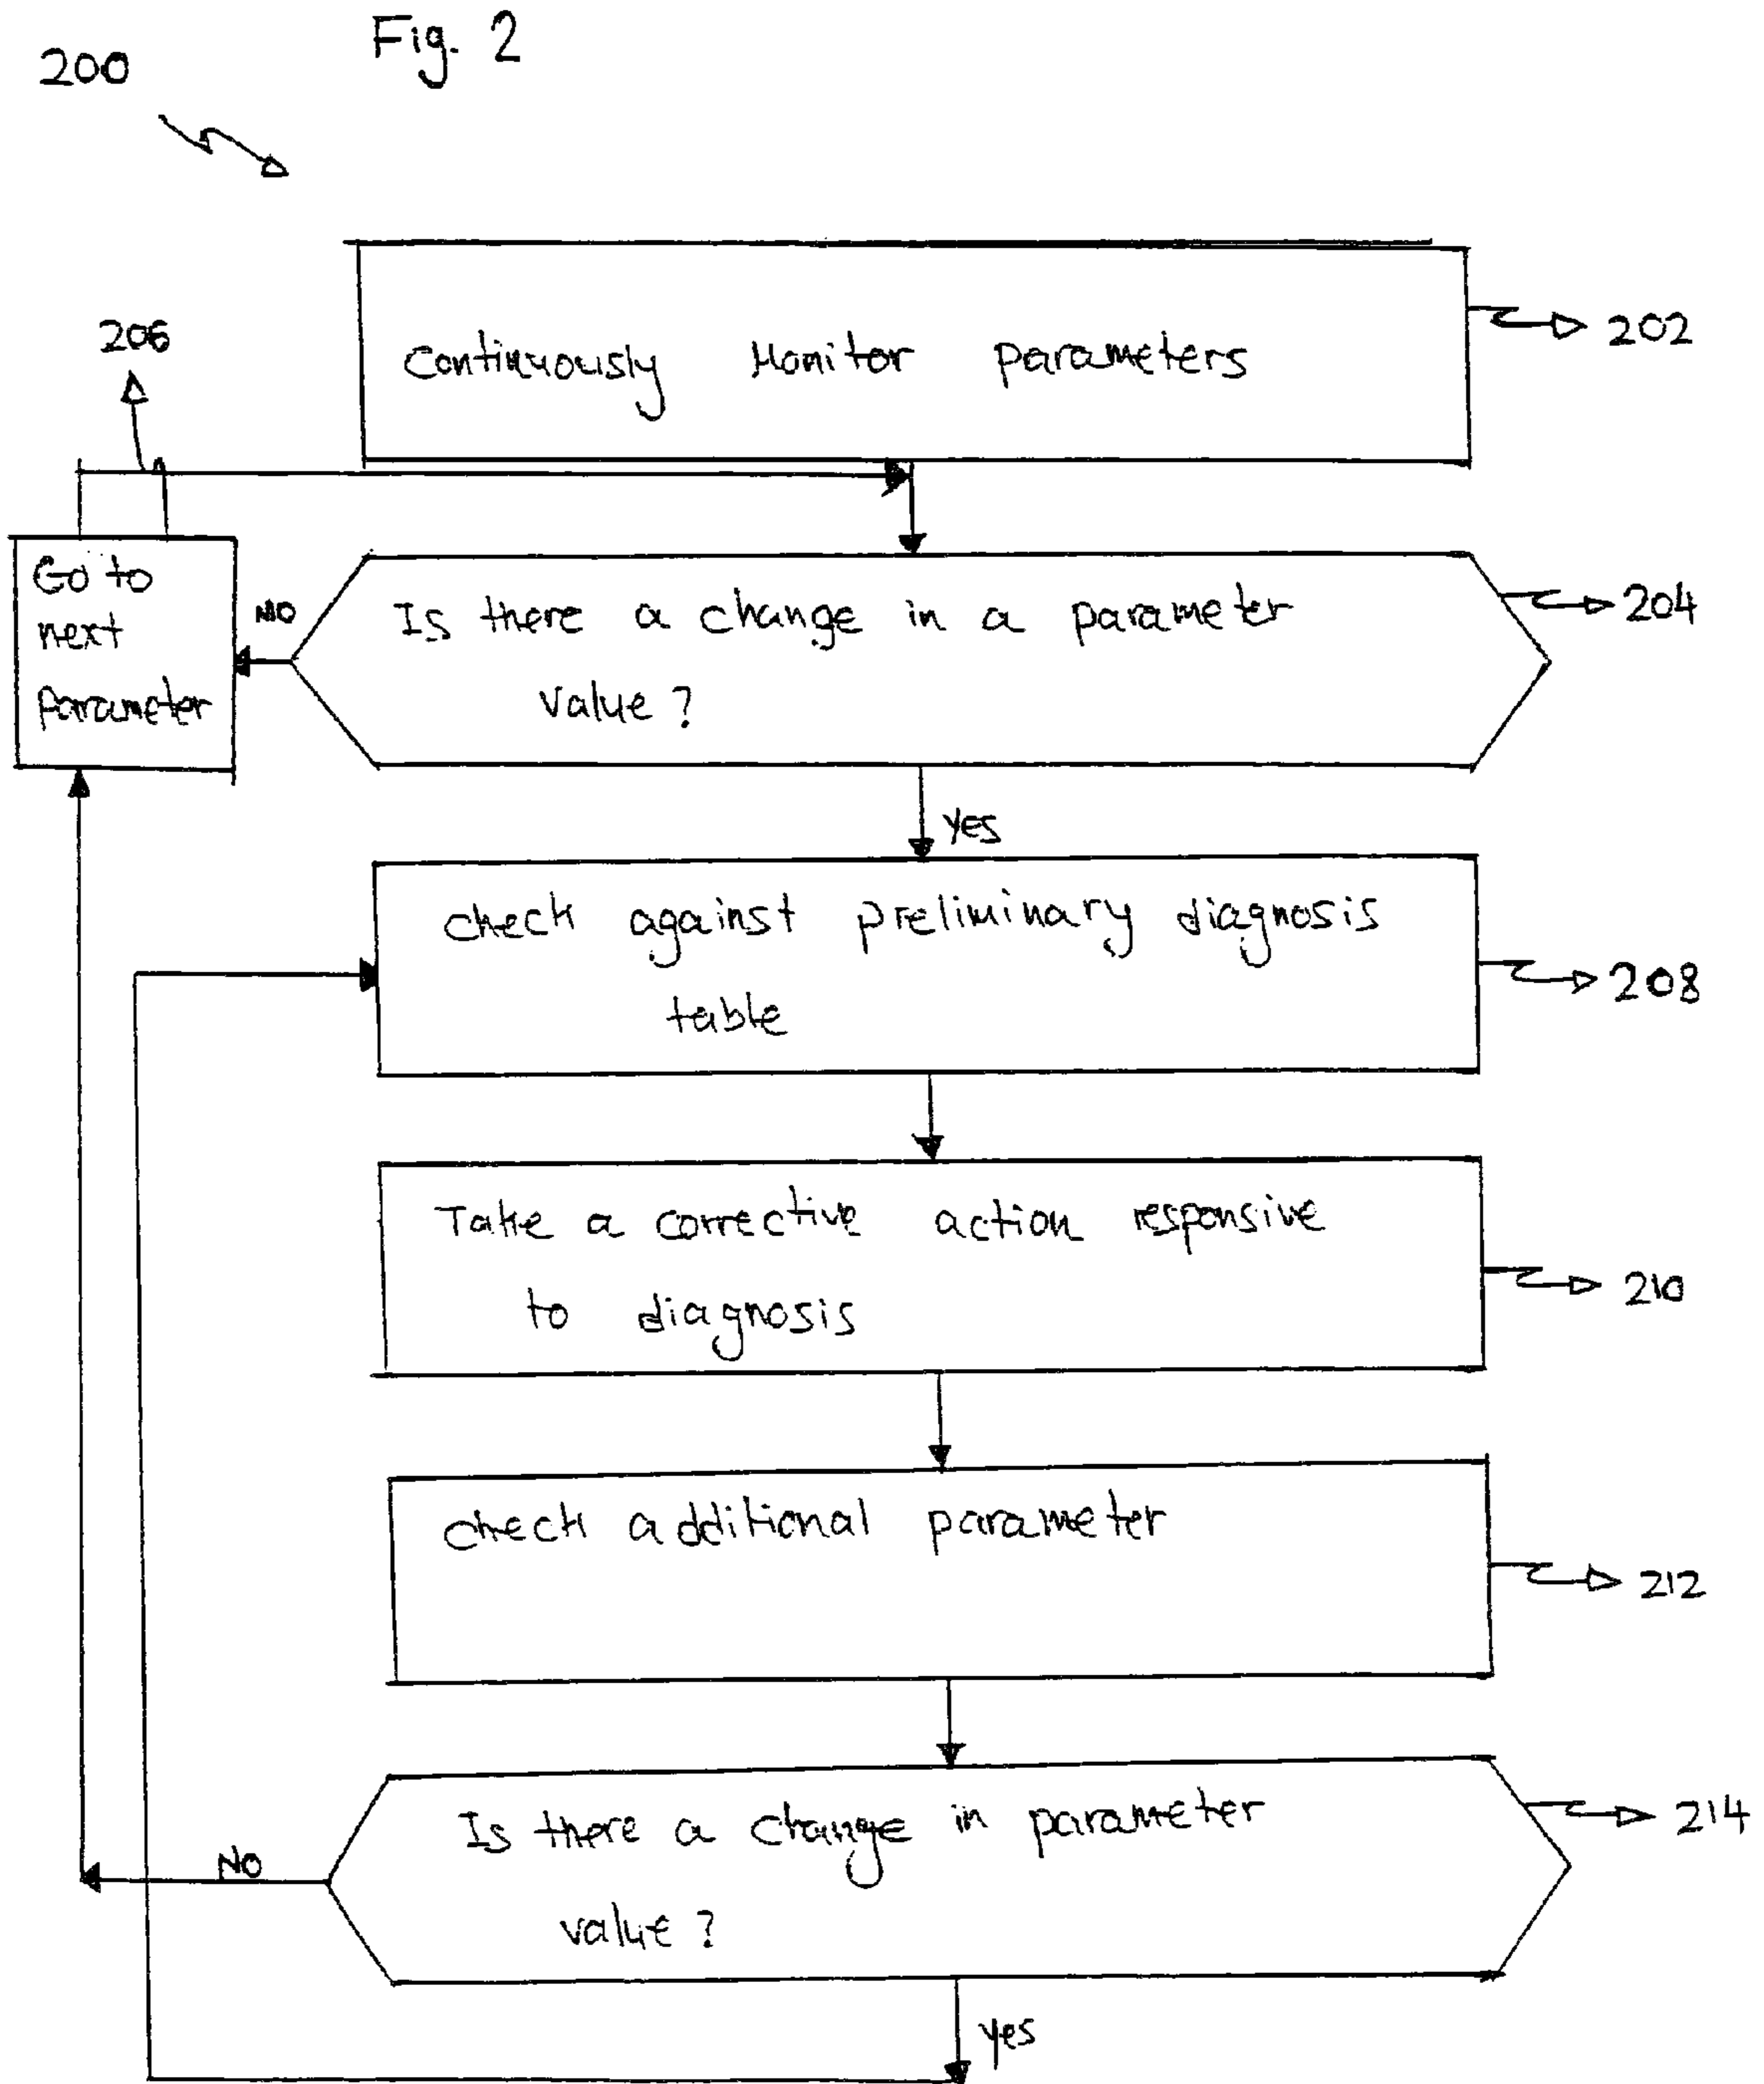 Fig. 2
200
Continuously Monitor parameters
202
206
Go to
next
parameter
NO
Is there a change in a parameter
value?
204
yes
check against preliminary diagnosis
table
208
Take a corrective action responsive
to diagnosis
210
check additional parameter
212
Is there a change in parameter
value?
214
NO
yes